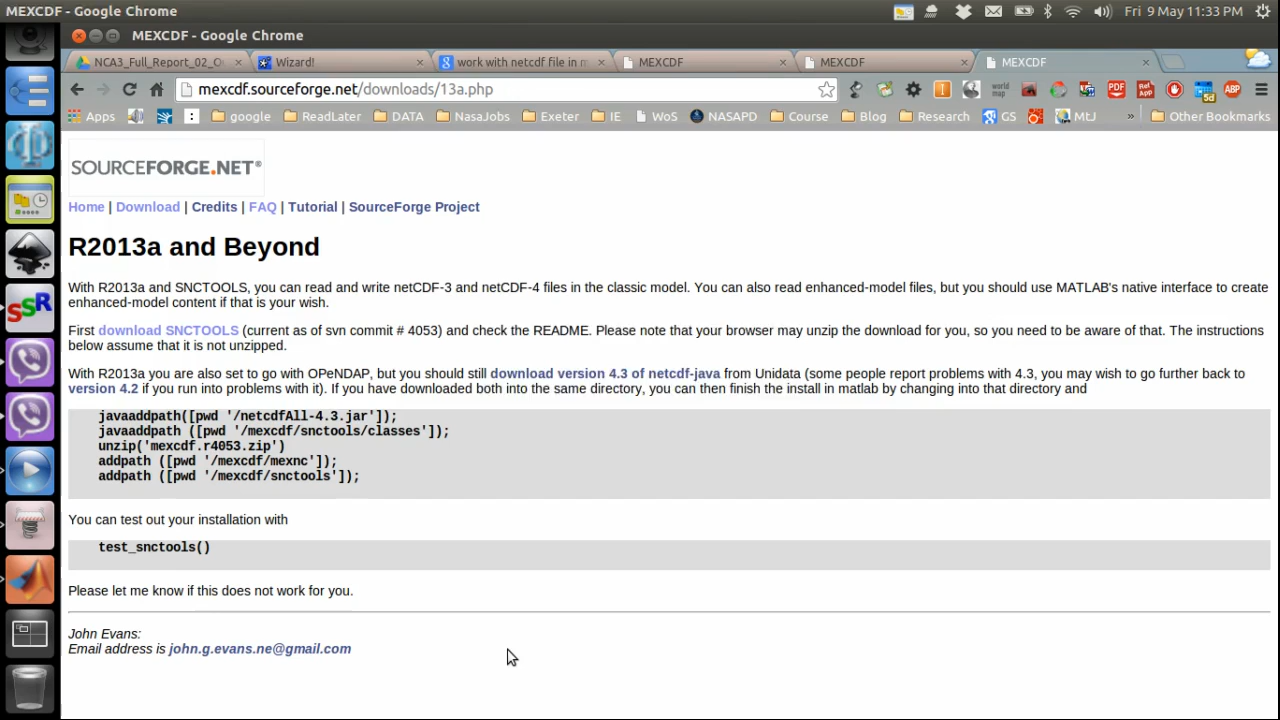 MEXCDF - Google Chrome
Fri 9 May 11:33 PM
MEXCDF - Google Chrome
NCA3_Full_Report_02_O
Wizard!
work with netcdf file in m
MEXCDF
MEXCDF
MEXCDF
mexcdf.sourceforge.net/downloads/13a.php
Apps
google
ReadLater
DATA
NasaJobs
Exeter
IE
WoS
NASAPD
Course
Blog
Research
GS
MtJ
Other Bookmarks
SOURCEFORGE.NET®
Home | Download | Credits | FAQ | Tutorial | SourceForge Project
R2013a and Beyond
With R2013a and SNCTOOLS, you can read and write netCDF-3 and netCDF-4 files in the classic model. You can also read enhanced-model files, but you should use MATLAB's native interface to create
enhanced-model content if that is your wish.
First download SNCTOOLS (current as of svn commit # 4053) and check the README. Please note that your browser may unzip the download for you, so you need to be aware of that. The instructions
below assume that it is not unzipped.
With R2013a you are also set to go with OPeNDAP, but you should still download version 4.3 of netcdf-java from Unidata (some people report problems with 4.3, you may wish to go further back to
version 4.2 if you run into problems with it). If you have downloaded both into the same directory, you can then finish the install in matlab by changing into that directory and
javaaddpath([pwd '/netcdfAll-4.3.jar']);
javaaddpath ([pwd '/mexcdf/snctools/classes']);
unzip('mexcdf.r4053.zip')
addpath ([pwd '/mexcdf/mexnc']);
addpath ([pwd '/mexcdf/snctools']);
You can test out your installation with
test_snctools()
Please let me know if this does not work for you.
John Evans:
Email address is john.g.evans.ne@gmail.com